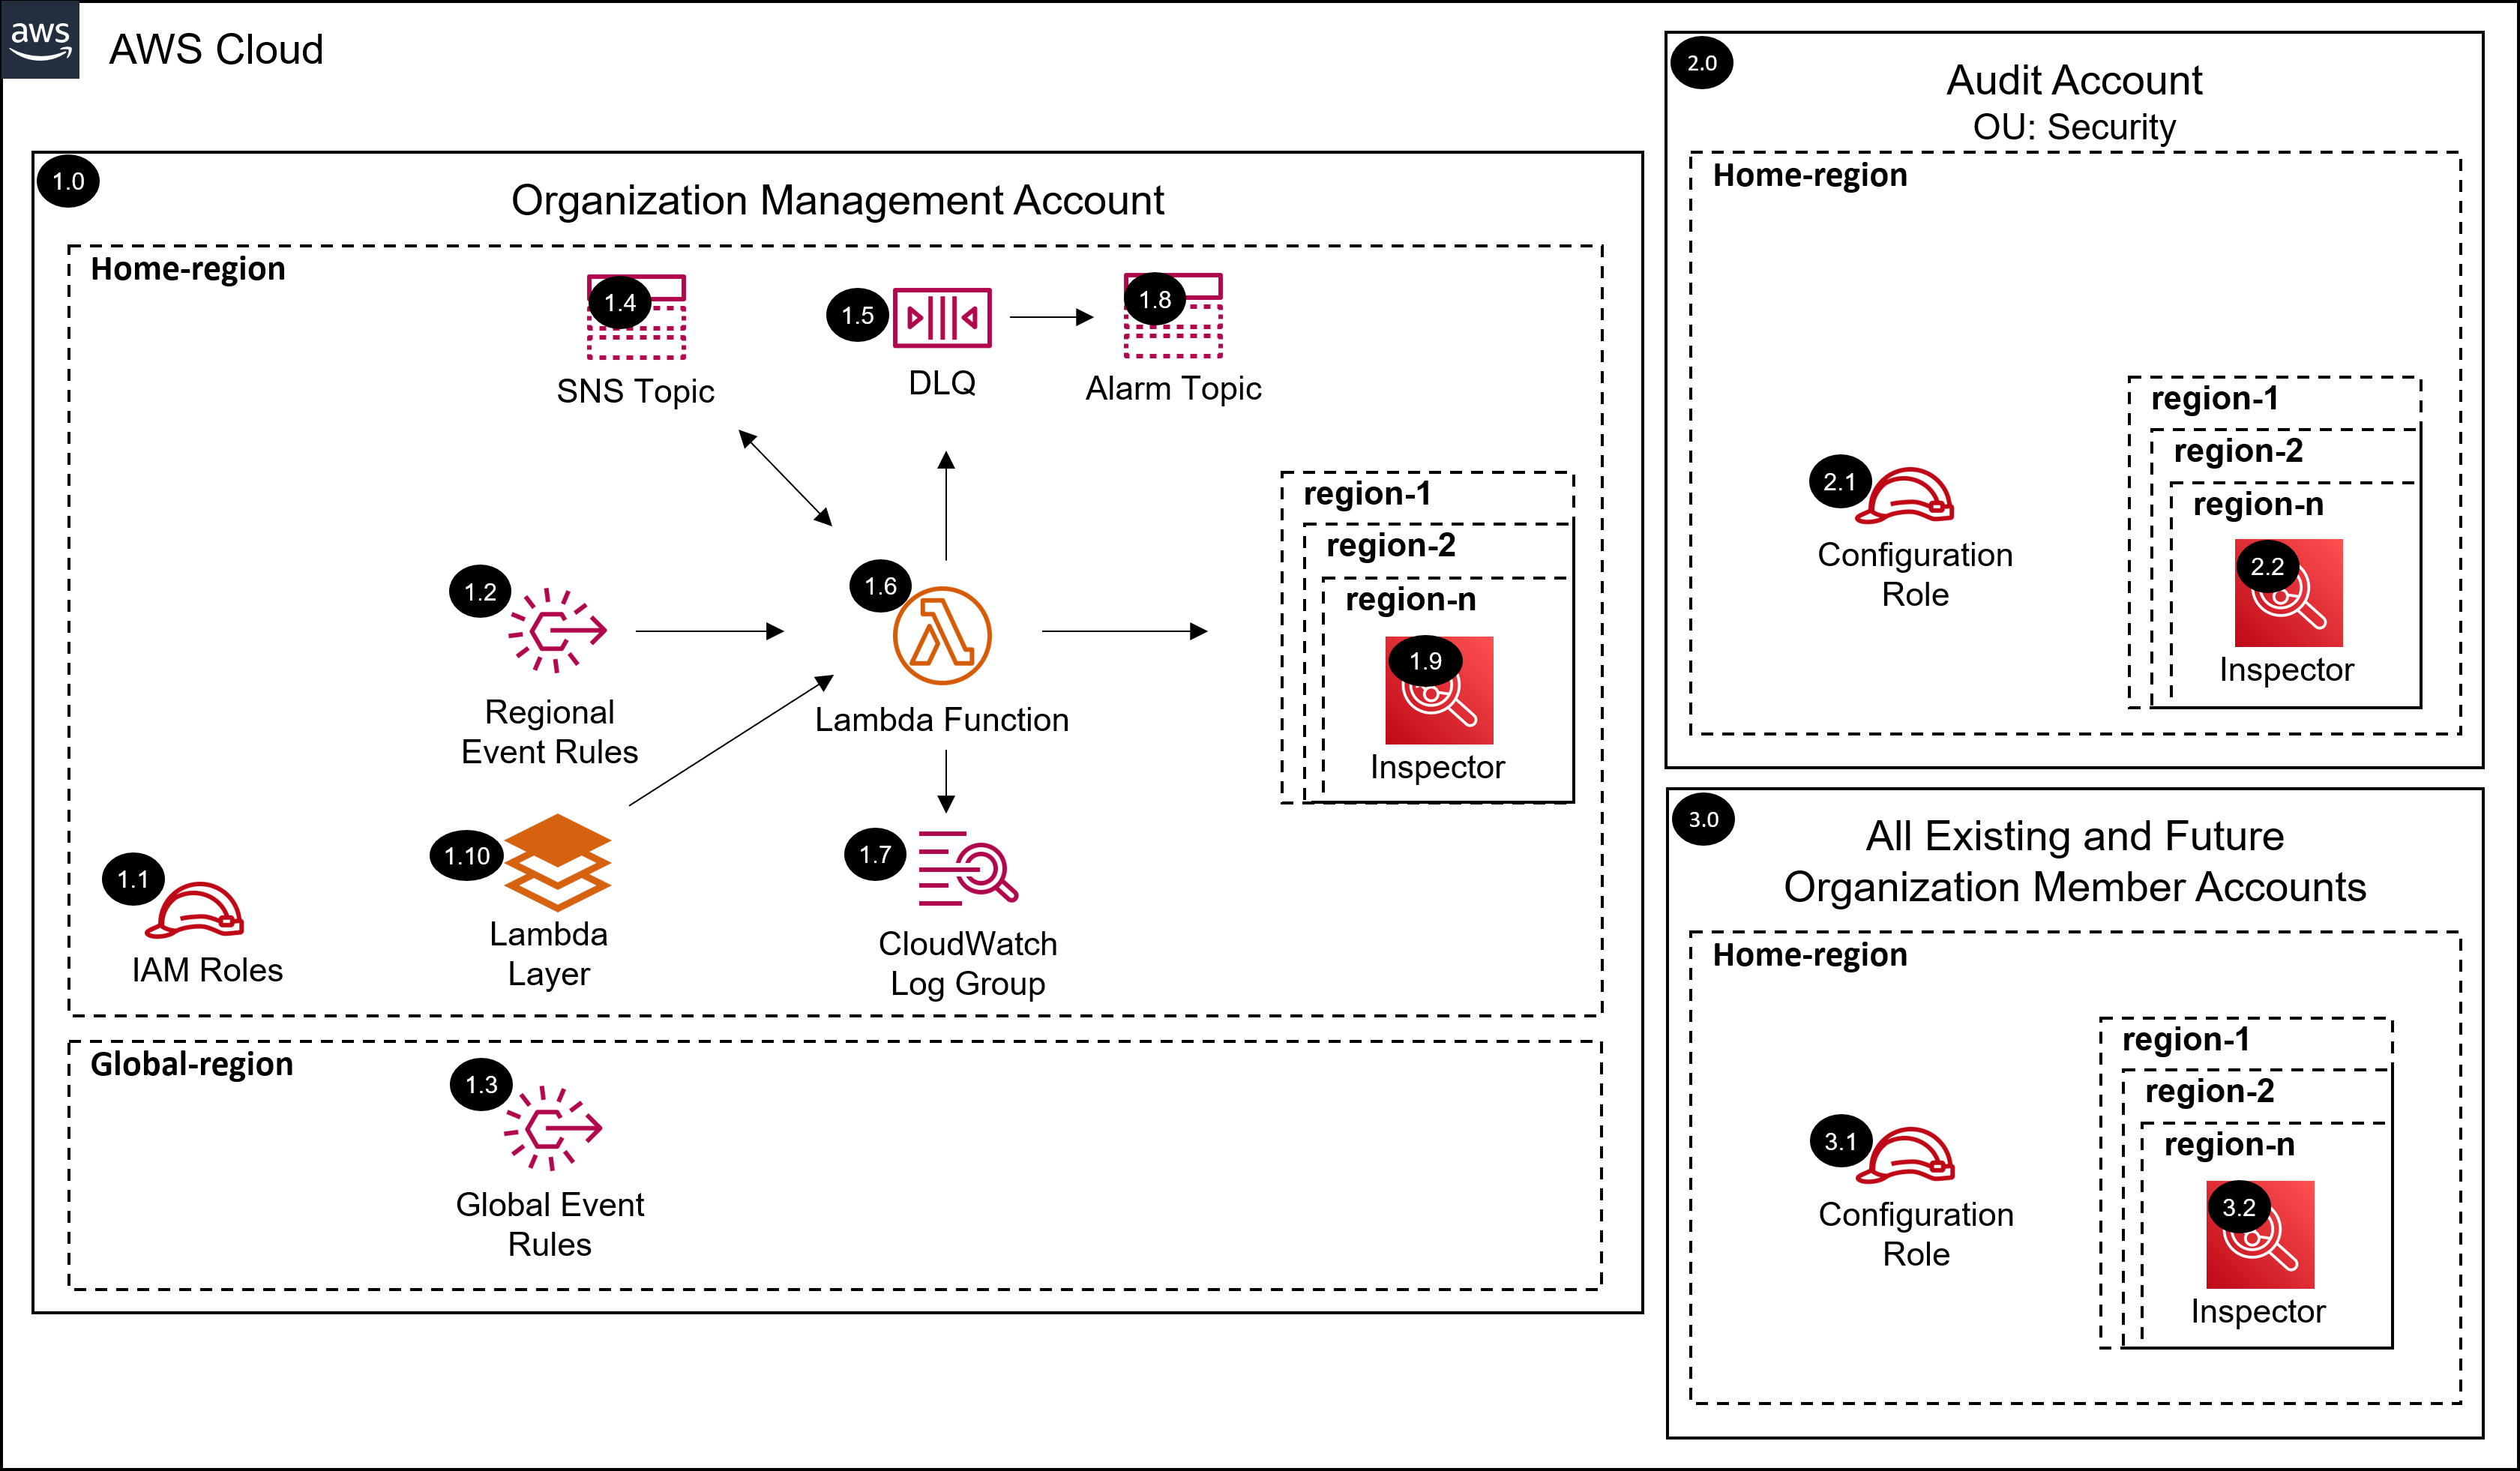 aws
AWS Cloud
1.0
Organization Management Account
Home-region
1.4
SNS Topic
1.5
DLQ
1.8
Alarm Topic
1.2
Regional
Event Rules
1.6
Lambda Function
region-1
region-2
region-n
1.9
Inspector
1.1
IAM Roles
1.10
Lambda
Layer
1.7
CloudWatch
Log Group
Global-region
1.3
Global Event
Rules
2.0
Audit Account
OU: Security
Home-region
2.1
Configuration
Role
region-1
region-2
region-n
2.2
Inspector
3.0
All Existing and Future
Organization Member Accounts
Home-region
3.1
Configuration
Role
region-1
region-2
region-n
3.2
Inspector